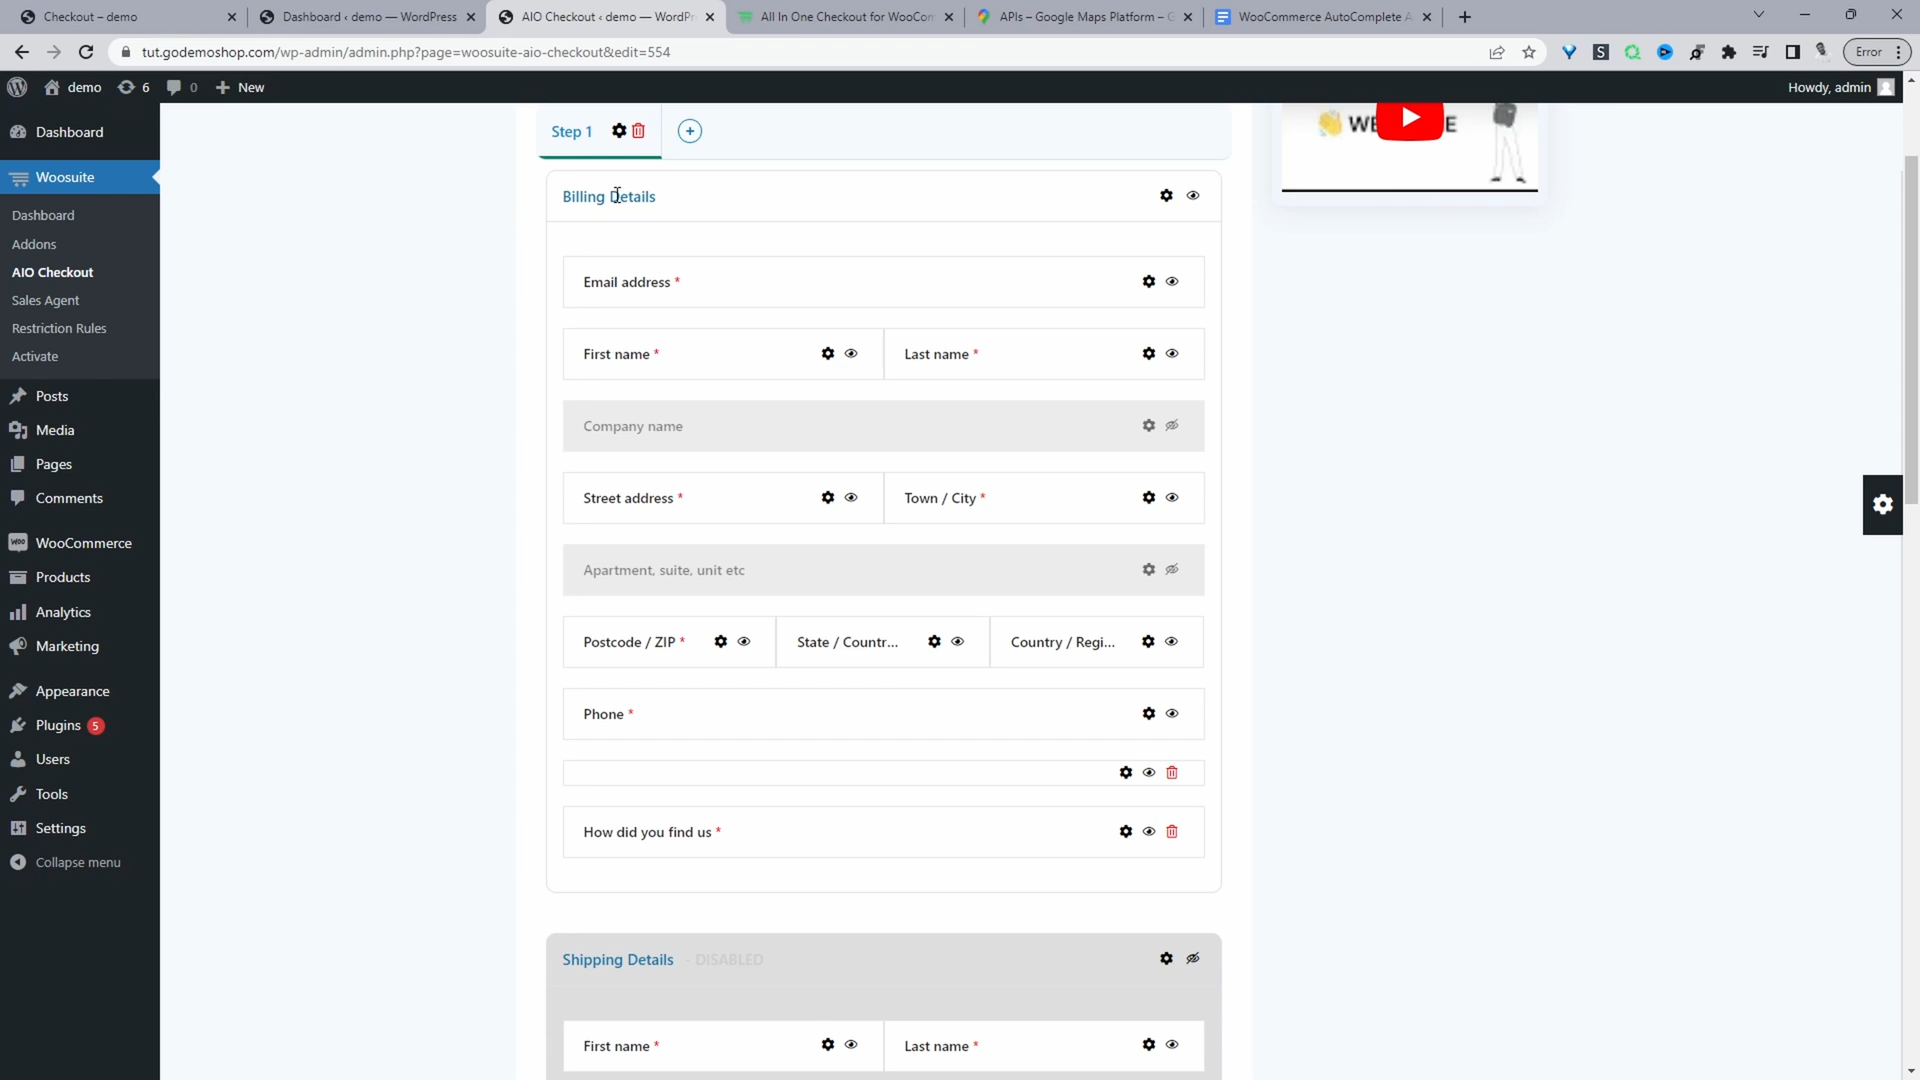 Checkout – demo
Dashboard ‹ demo — WordPress
AIO Checkout ‹ demo — WordPr
All In One Checkout for WooCom
APIs – Google Maps Platform – G
WooCommerce AutoComplete A
tut.godemoshop.com/wp-admin/admin.php?page=woosuite-aio-checkout&edit=554
Error
demo
6
0
New
Howdy, admin
Dashboard
Woosuite
Dashboard
Addons
AIO Checkout
Sales Agent
Restriction Rules
Activate
Posts
Media
Pages
Comments
WooCommerce
Products
Analytics
Marketing
Appearance
Plugins 5
Users
Tools
Settings
Collapse menu
Step 1
Billing Details
Email address *
First name *
Last name *
Company name
Street address *
Town / City *
Apartment, suite, unit etc
Postcode / ZIP *
State / Countr...
Country / Regi...
Phone *
How did you find us *
Shipping Details - DISABLED
First name *
Last name *